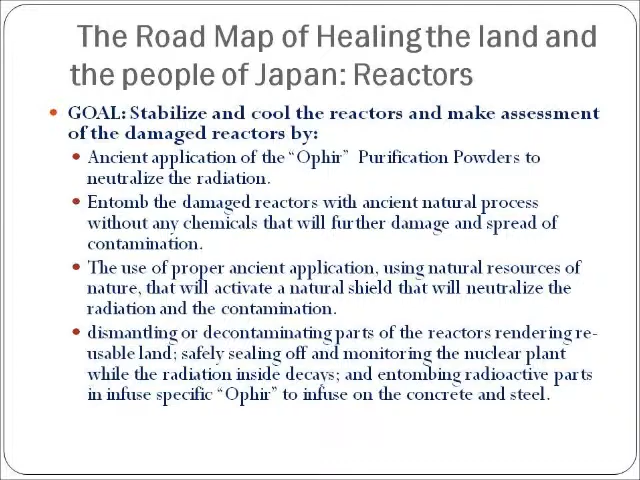 The Road Map of Healing the land and
the people of Japan: Reactors
GOAL: Stabilize and cool the reactors and make assessment
of the damaged reactors by:
Ancient application of the “Ophir” Purification Powders to
neutralize the radiation.
Entomb the damaged reactors with ancient natural process
without any chemicals that will further damage and spread of
contamination.
The use of proper ancient application, using natural resources of
nature, that will activate a natural shield that will neutralize the
radiation and the contamination.
dismantling or decontaminating parts of the reactors rendering re-
usable land; safely sealing off and monitoring the nuclear plant
while the radiation inside decays; and entombing radioactive parts
in infuse specific “Ophir” to infuse on the concrete and steel.